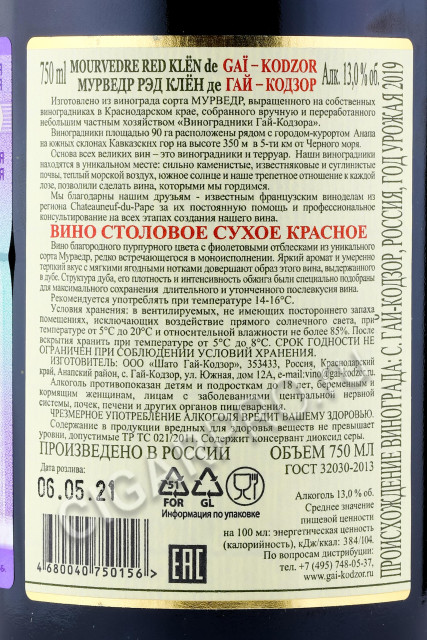 750 ml MOURVEDRE RED KLËN de GAÏ – KODZOR
МУРВЕДР РЭД КЛЁН де ГАЙ - КОДЗОР Алк. 13,0 % об.
Изготовлено из винограда сорта МУРВЕДР, выращенного на собственных
виноградниках в Краснодарском крае, собранного вручную и переработанного
небольшим частным хозяйством «Виноградники Гай-Кодзора».
Виноградники площадью 90 га расположены рядом с городом-курортом Анапа
на южных склонах Кавказских гор на высоте 350 м в 5-ти км от Черного моря.
Основа всех великих вин – это виноградники и терруар. Наши виноградники
находятся в уникальном месте: сильно каменистые, известняковые и суглинистые
почвы, теплый морской воздух, южное солнце и наше трепетное отношение к каждой
лозе, позволили сделать вина, которыми мы гордимся.
Мы благодарны нашим друзьям - известным французским виноделам из
региона Chateauneuf-du-Pape за их постоянную помощь и профессиональное
консультирование на всех этапах создания нашего вина.
ВИНО СТОЛОВОЕ СУХОЕ КРАСНОЕ
Вино благородного пурпурного цвета с фиолетовыми отблесками из уникального
сорта Мурведр, редко встречающегося в моноисполнении. Яркий аромат и умеренно
терпкий вкус с мягкими ягодными нотками довершают образ этого вина, выдержанного
в дубе. Структура дуба, его плотность и интенсивность обжига были специально подобраны
для максимального сохранения длительного и утонченного послевкусия вина.
Рекомендуется употреблять при температуре 14-16°С.
Условия хранения: в вентилируемых, не имеющих постороннего запаха
помещениях, исключающих воздействие прямого солнечного света, при
температуре от 5°С до 20°С и относительной влажности не более 85%. После
вскрытия хранить при температуре от 5°С до 8°С. СРОК ГОДНОСТИ НЕ
ОГРАНИЧЕН ПРИ СОБЛЮДЕНИИ УСЛОВИЙ ХРАНЕНИЯ.
ИЗГОТОВИТЕЛЬ: ООО «Шато Гай-Кодзор», 353433, Россия, Краснодарский
край, Анапский район, с. Гай-Кодзор, ул. Южная, дом 12А, e-mail:vino@gai-kodzor.ru.
Алкоголь противопоказан детям и подросткам до 18 лет, беременным и
кормящим женщинам, лицам с заболеваниями центральной нервной
системы, почек, печени и других органов пищеварения.
ЧРЕЗМЕРНОЕ УПОТРЕБЛЕНИЕ АЛКОГОЛЯ ВРЕДИТ ВАШЕМУ ЗДОРОВЬЮ.
Содержание в продукции вредных для здоровья веществ не превышает
уровни, допустимые ТР ТС 021/2011. Содержит консервант диоксид серы.
ПРОИЗВЕДЕНО В РОССИИ ОБЪЕМ 750 МЛ
ГОСТ 32030-2013
Дата розлива:
06.05.21
51 FOR GL
Информация по упаковке
Алкоголь 13,0 % об.
Среднее значение
пищевой ценности
на 100 мл: энергетическая ценность
(калорийность), кДж/ккал: 384/104.
По вопросам дистрибуции:
тел. +7 (495) 748-05-37,
www.gai-kodzor.ru
4 680040 750156 >
EAC
ПРОИСХОЖДЕНИЕ ВИНОГРАДА: С. ГАЙ-КОДЗОР, РОССИЯ, ГОД УРОЖАЯ 2019